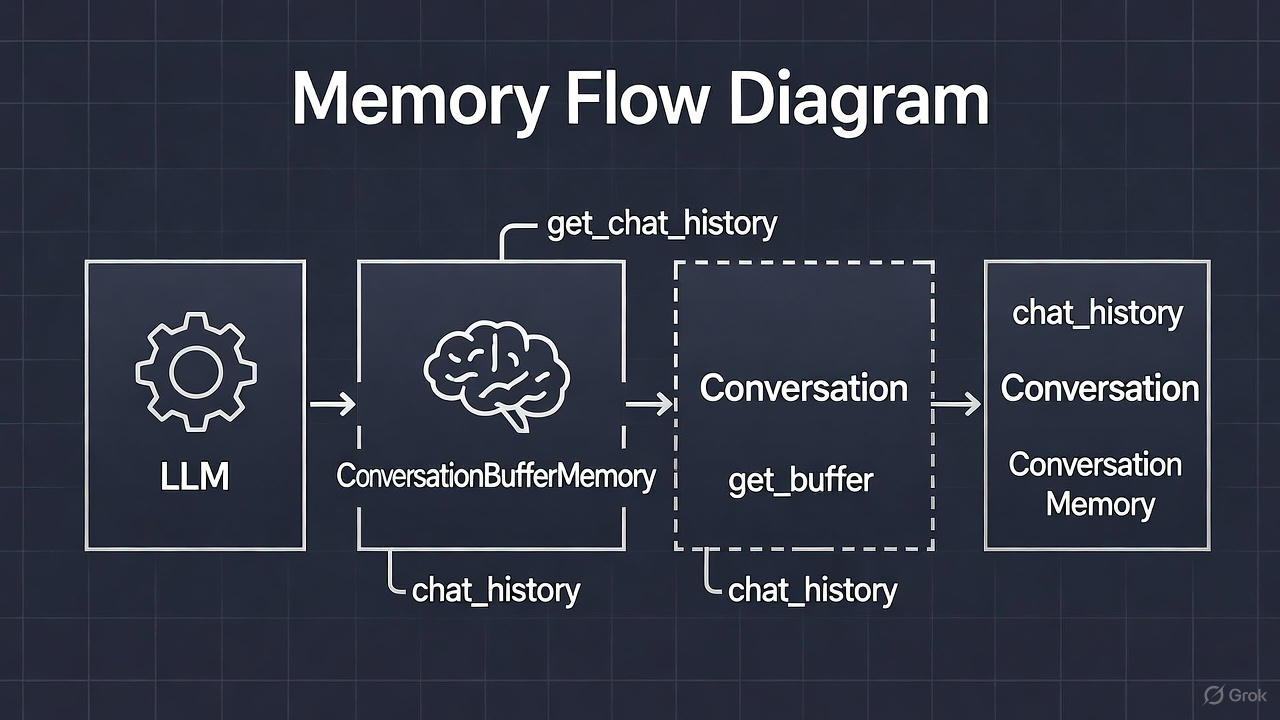 Memory Flow Diagram
get_chat_history
LLM
ConversationBufferMemory
chat_history
Conversation
get_buffer
chat_history
chat_history
Conversation
Conversation
Memory
Grok